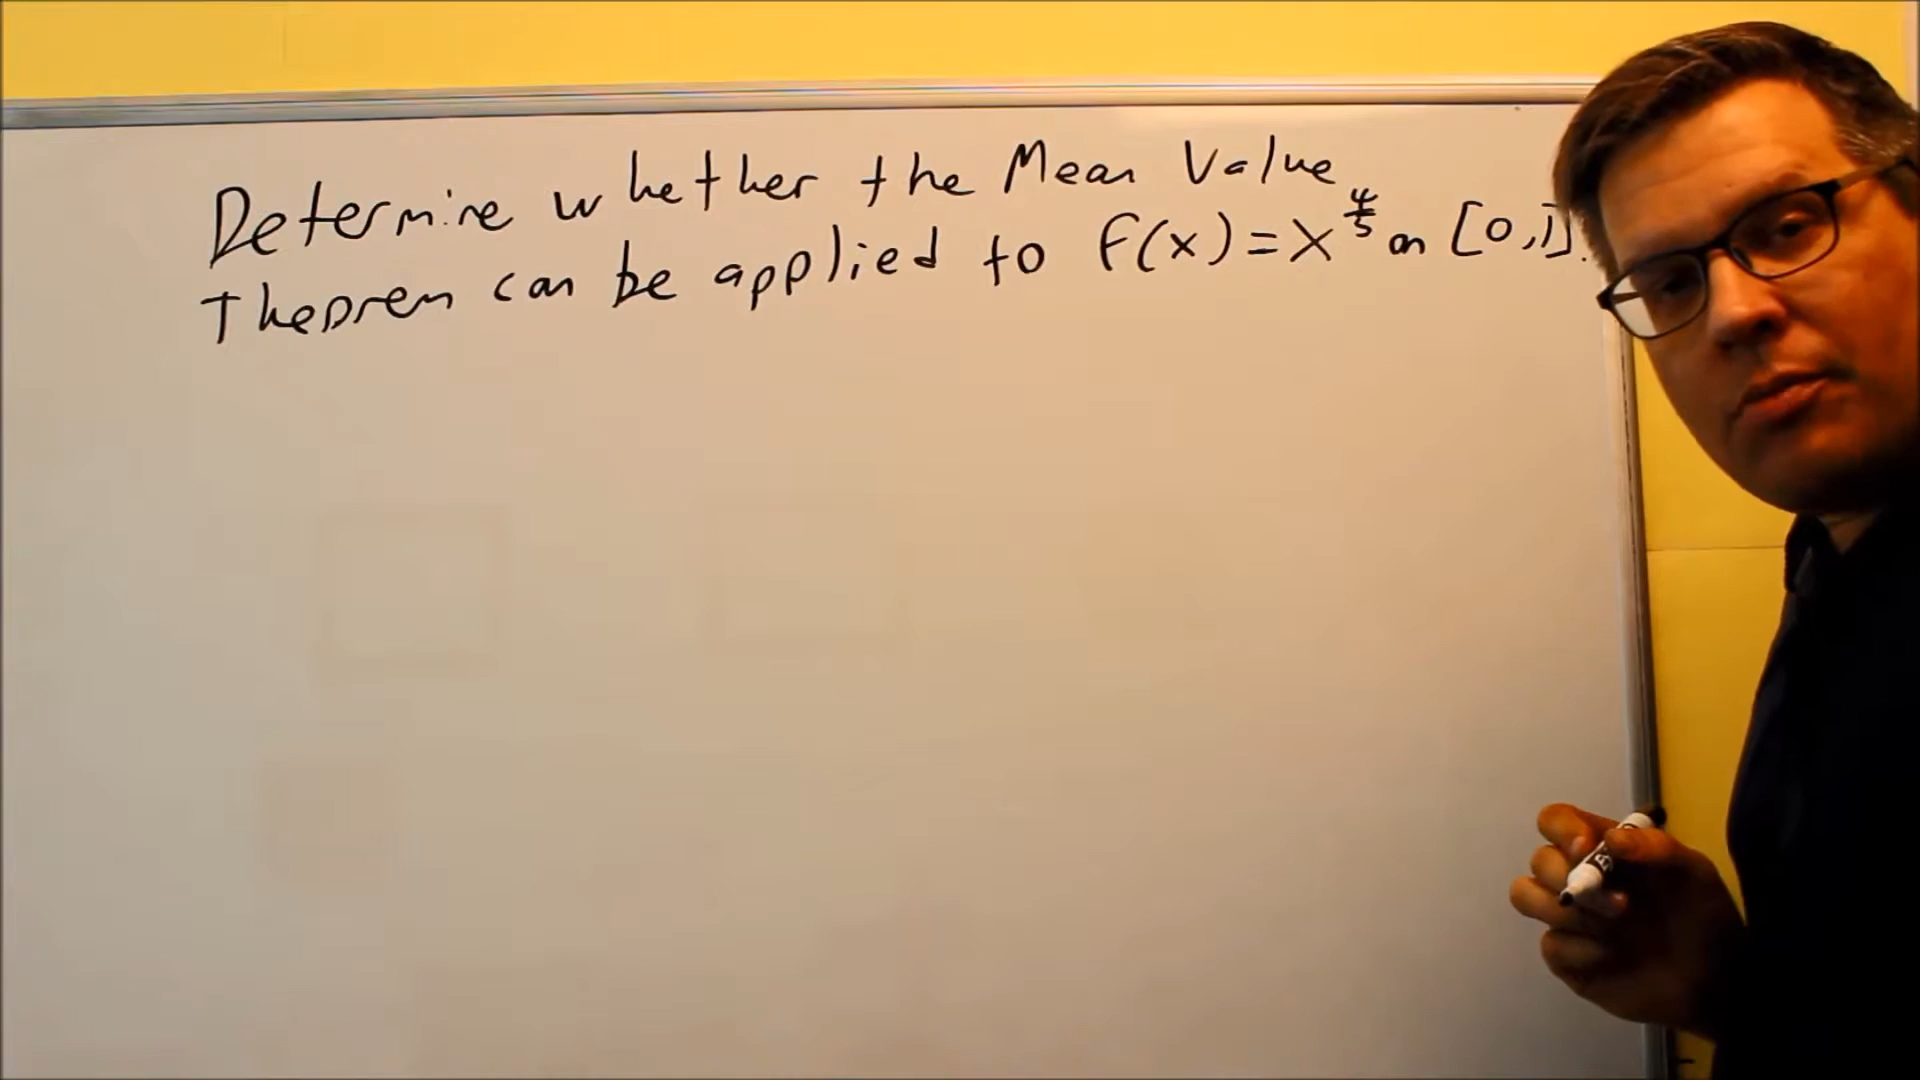 Determine whether the Mean Value
Theorem can be applied to f(x)=x^{4/5} on [0,1].